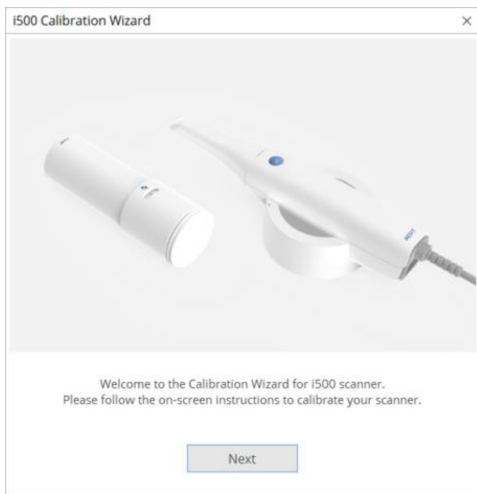 i500 Calibration Wizard
Welcome to the Calibration Wizard for i500 scanner.
Please follow the on-screen instructions to calibrate your scanner.
Next